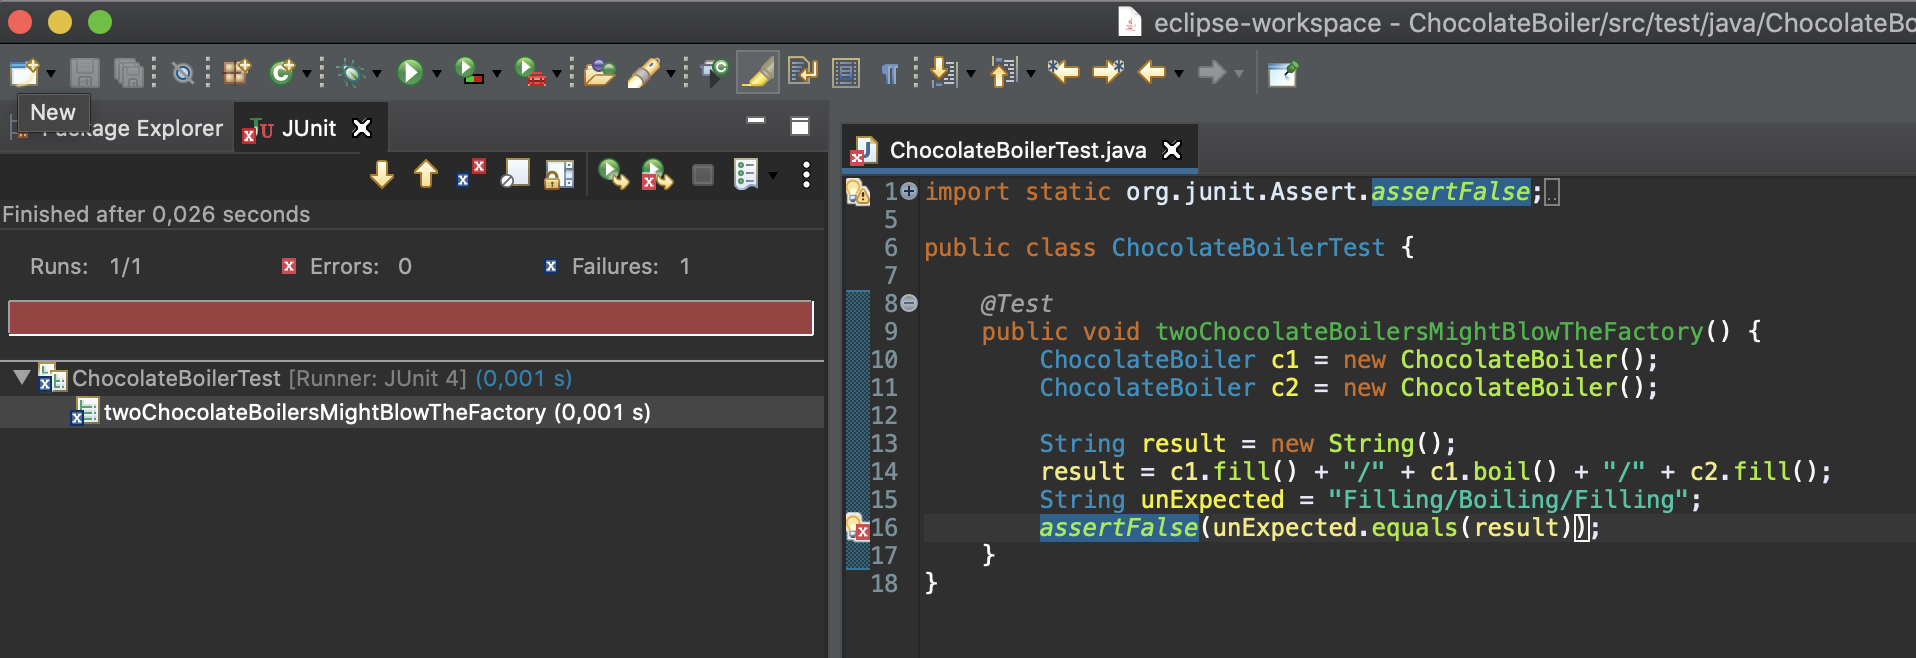 eclipse-workspace - ChocolateBoiler/src/test/java/ChocolateBo
New
Package Explorer
JUnit
Finished after 0,026 seconds
Runs: 1/1
Errors: 0
Failures: 1
ChocolateBoilerTest [Runner: JUnit 4] (0,001 s)
twoChocolateBoilersMightBlowTheFactory (0,001 s)
ChocolateBoilerTest.java
1 import static org.junit.Assert.assertFalse;
5
6 public class ChocolateBoilerTest {
7
8 @Test
9 public void twoChocolateBoilersMightBlowTheFactory() {
10 ChocolateBoiler c1 = new ChocolateBoiler();
11 ChocolateBoiler c2 = new ChocolateBoiler();
12
13 String result = new String();
14 result = c1.fill() + "/" + c1.boil() + "/" + c2.fill();
15 String unExpected = "Filling/Boiling/Filling";
16 assertFalse(unExpected.equals(result));
17 }
18 }